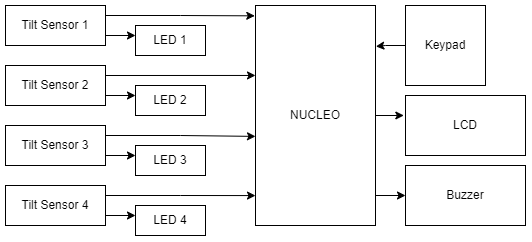 Tilt Sensor 1
LED 1
Tilt Sensor 2
LED 2
Tilt Sensor 3
LED 3
Tilt Sensor 4
LED 4
NUCLEO
Keypad
LCD
Buzzer